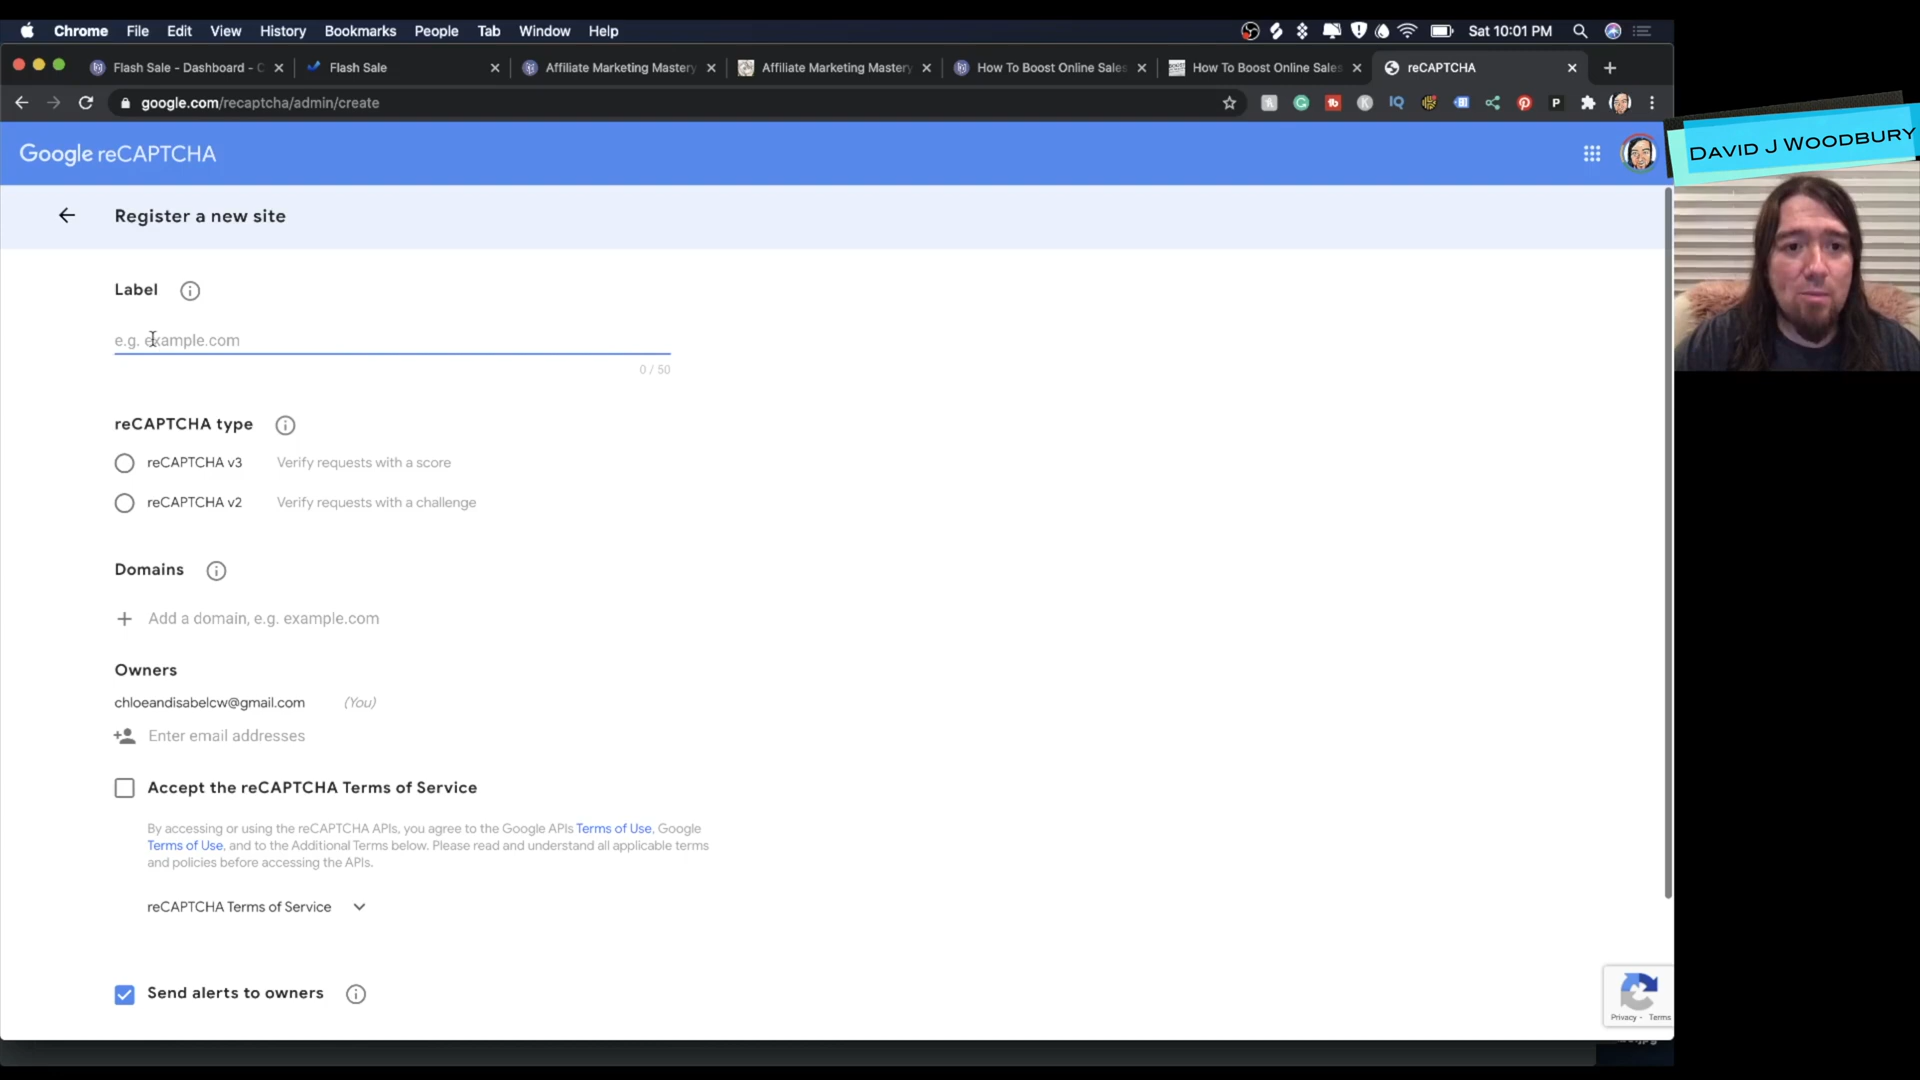 Chrome File Edit View History Bookmarks People Tab Window Help Sat 10:01 PM
Flash Sale - Dashboard - C Flash Sale Affiliate Marketing Mastery Affiliate Marketing Mastery How To Boost Online Sales How To Boost Online Sales reCAPTCHA
google.com/recaptcha/admin/create
Google reCAPTCHA
DAVID J WOODBURY
Register a new site
Label
e.g. example.com
0 / 50
reCAPTCHA type
reCAPTCHA v3 Verify requests with a score
reCAPTCHA v2 Verify requests with a challenge
Domains
Add a domain, e.g. example.com
Owners
chloeandisabelcw@gmail.com (You)
Enter email addresses
Accept the reCAPTCHA Terms of Service
By accessing or using the reCAPTCHA APIs, you agree to the Google APIs Terms of Use, Google
Terms of Use, and to the Additional Terms below. Please read and understand all applicable terms
and policies before accessing the APIs.
reCAPTCHA Terms of Service
Send alerts to owners
Privacy - Terms